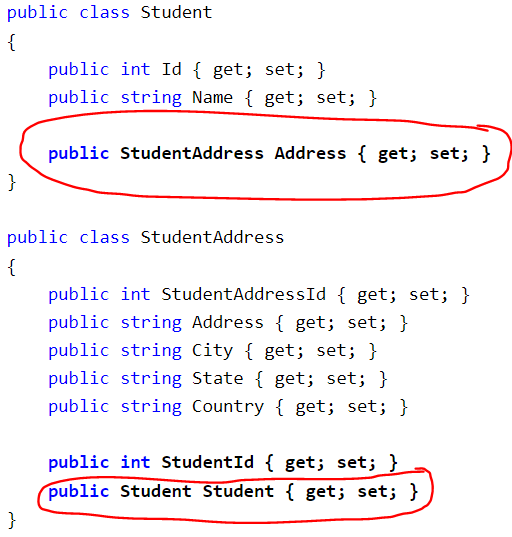 public class Student
{
public int Id { get; set; }
public string Name { get; set; }
public StudentAddress Address { get; set; }
}
public class StudentAddress
{
public int StudentAddressId { get; set; }
public string Address { get; set; }
public string City { get; set; }
public string State { get; set; }
public string Country { get; set; }
public int StudentId { get; set; }
public Student Student { get; set; }
}